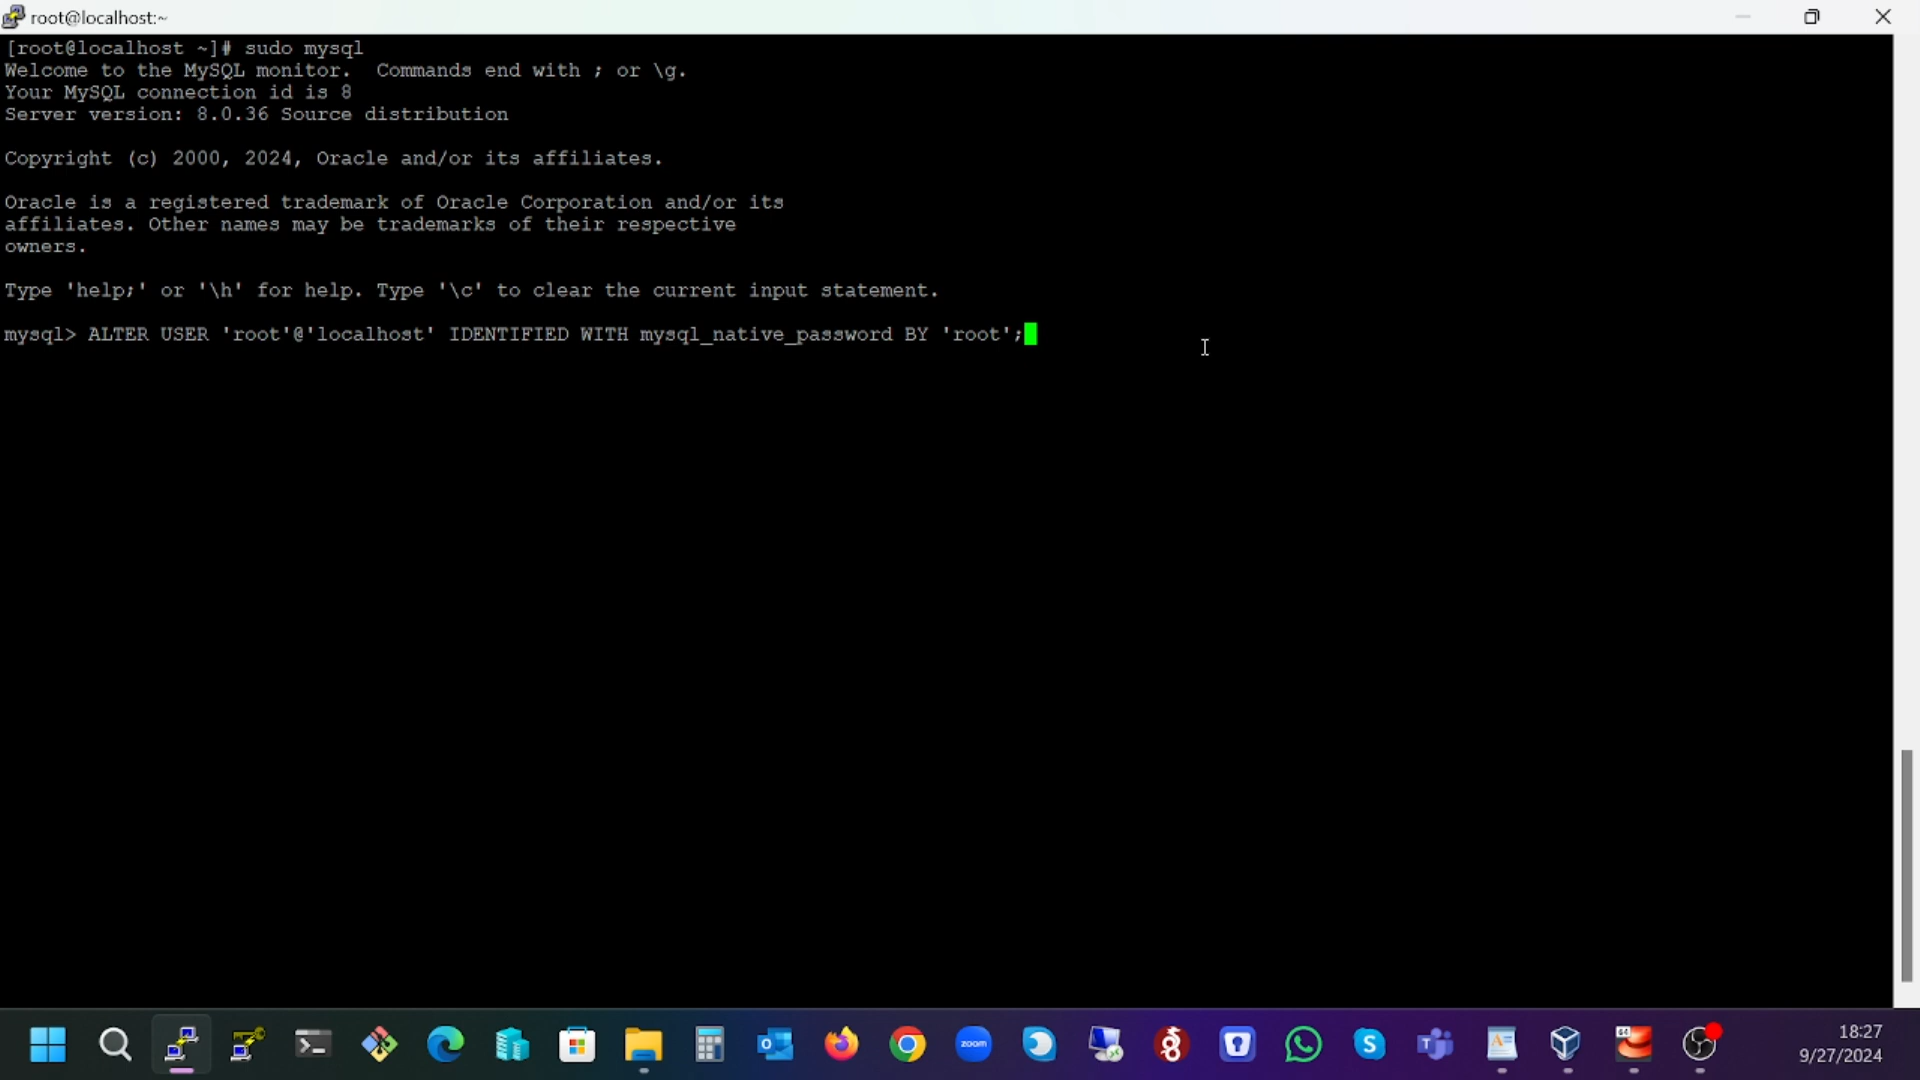 root@localhost:~
[root@localhost ~]# sudo mysql
Welcome to the MySQL monitor.  Commands end with ; or \g.
Your MySQL connection id is 8
Server version: 8.0.36 Source distribution
Copyright (c) 2000, 2024, Oracle and/or its affiliates.
Oracle is a registered trademark of Oracle Corporation and/or its
affiliates. Other names may be trademarks of their respective
owners.
Type 'help;' or '\h' for help. Type '\c' to clear the current input statement.
mysql> ALTER USER 'root'@'localhost' IDENTIFIED WITH mysql_native_password BY 'root';
zoom
64
18:27
9/27/2024